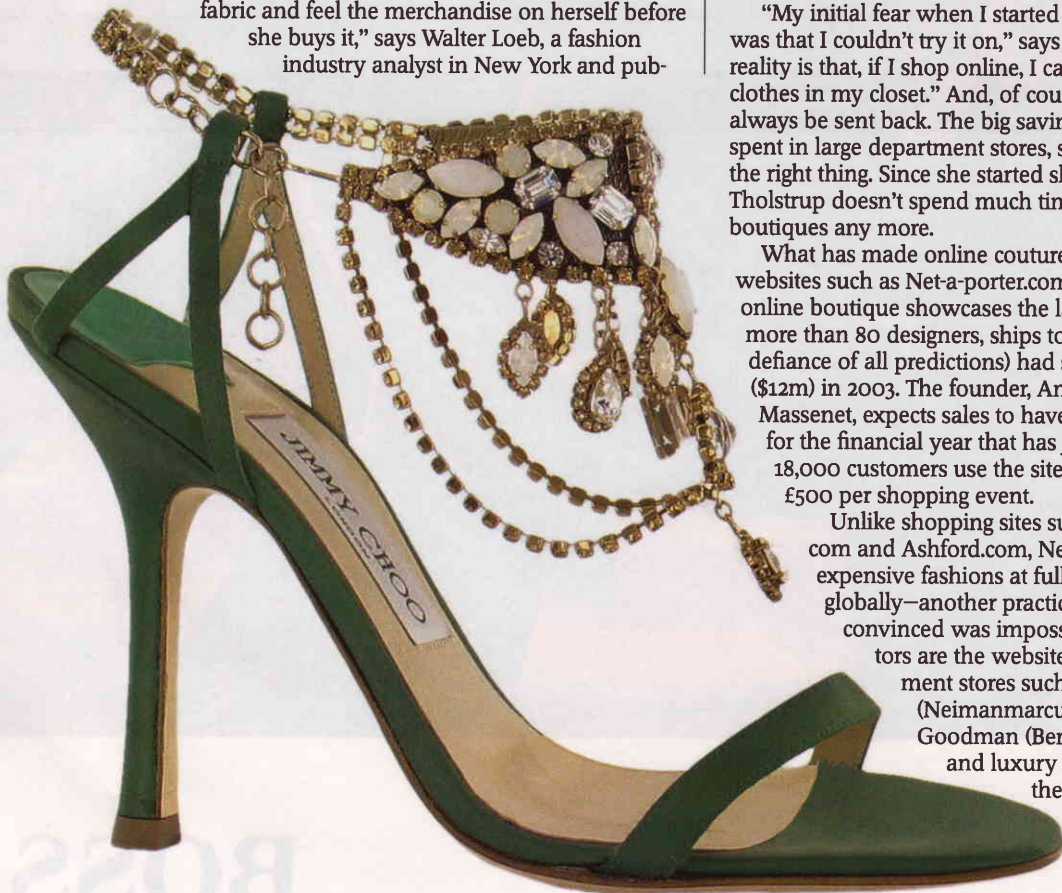 fabric and feel the merchandise on herself before
she buys it,” says Walter Loeb, a fashion
industry analyst in New York and pub-
“My initial fear when I started
was that I couldn't try it on,” says
reality is that, if I shop online, I ca
clothes in my closet.” And, of cou
always be sent back. The big savin
spent in large department stores, s
the right thing. Since she started sh
Tholstrup doesn't spend much tim
boutiques any more.
What has made online couture
websites such as Net-a-porter.com
online boutique showcases the la
more than 80 designers, ships to
defiance of all predictions) had s
($12m) in 2003. The founder, An
Massenet, expects sales to have
for the financial year that has j
18,000 customers use the site
£500 per shopping event.
Unlike shopping sites su
com and Ashford.com, Ne
expensive fashions at full
globally—another practic
convinced was imposs
tors are the website
ment stores such
(Neimanmarcu
Goodman (Ber
and luxury
the
JIMMY CHOO
LONDON
BOSS